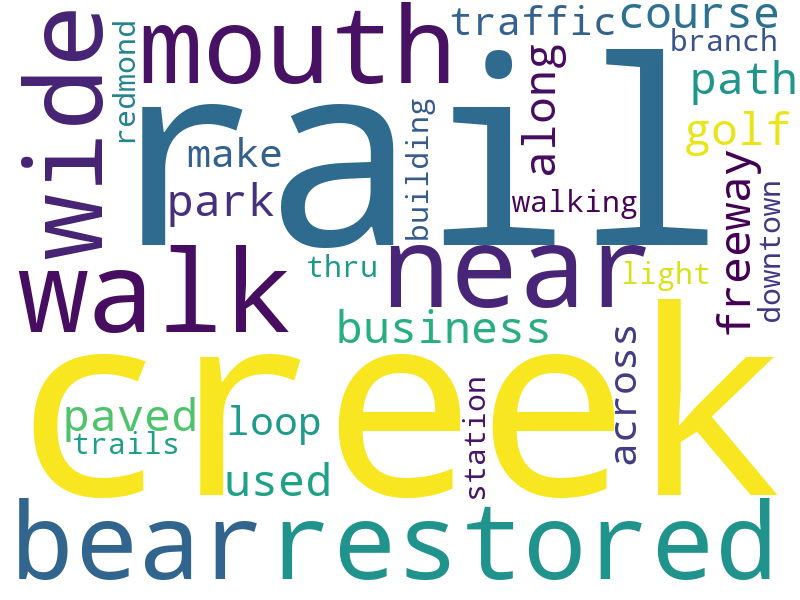 traffic
course
branch
mouth
wide
redmond
rail
along
path
golf
building
make
park
walking
freeway
downtown
walk
near
thru
light
business
creek
across
paved
loop
trails
used
station
bear
restored